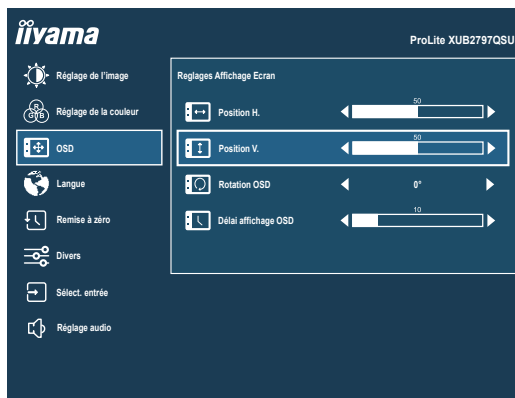 iiyama
ProLite XUB2797QSU
Réglage de l'image
Réglage de la couleur
R
G B
OSD
Langue
Remise à zéro
Divers
Sélect. entrée
Réglage audio
Reglages Affichage Ecran
Position H.
50
Position V.
50
Rotation OSD
0°
Délai affichage OSD
10